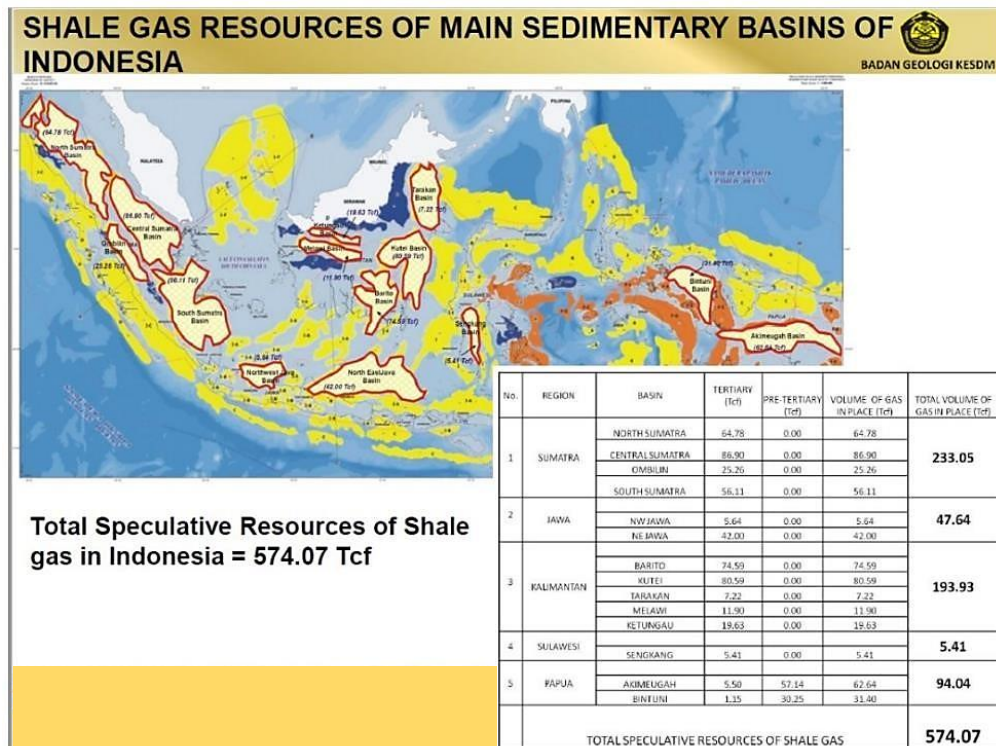 SHALE GAS RESOURCES OF MAIN SEDIMENTARY BASINS OF
INDONESIA
BADAN GEOLOGI KESDM
PILIPINA
(64.78 Tcf)
North Sumatra
Basin
MALAYSIA
BRUNEI
SERAWAK
Tarakan
Basin
(7.22 Tcf)
(19.63 Tcf)
(86.90 Tcf)
Central Sumatra
Basin
Ombilin
Basin
(25.26 Tcf)
Ketungau
Melawi Basin
Kutei Basin
(80.59 Tcf)
(11.90 Tcf)
(56.11 Tcf)
South Sumatra
Basin
Barito
Basin
(74.59 Tcf)
SULAWESI
Sengkang
Basin
(5.41 Tcf)
(31.40 Tcf)
Bintuni
Basin
PAPUA
Akimeugah Basin
(62.64 Tcf)
(5.64 Tcf)
Northwest Java
Basin
North East Java
Basin
(42.00 Tcf)
Total Speculative Resources of Shale
gas in Indonesia = 574.07 Tcf
No. REGION BASIN TERTIARY (Tcf) PRE-TERTIARY (Tcf) VOLUME OF GAS IN PLACE (Tcf) TOTAL VOLUME OF GAS IN PLACE (Tcf)
1 SUMATRA 233.05
NORTH SUMATRA 64.78 0.00 64.78
CENTRAL SUMATRA 86.90 0.00 86.90
OMBILIN 25.26 0.00 25.26
SOUTH SUMATRA 56.11 0.00 56.11
2 JAWA 47.64
NW JAWA 5.64 0.00 5.64
NE JAWA 42.00 0.00 42.00
3 KALIMANTAN 193.93
BARITO 74.59 0.00 74.59
KUTEI 80.59 0.00 80.59
TARAKAN 7.22 0.00 7.22
MELAWI 11.90 0.00 11.90
KETUNGAU 19.63 0.00 19.63
4 SULAWESI 5.41
SENGKANG 5.41 0.00 5.41
5 PAPUA 94.04
AKIMEUGAH 5.50 57.14 62.64
BINTUNI 1.15 30.25 31.40
TOTAL SPECULATIVE RESOURCES OF SHALE GAS 574.07